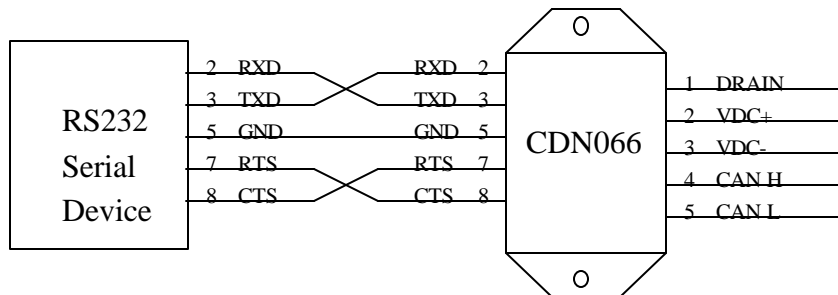 2 RXD RXD 2
3 TXD TXD 3
5 GND GND 5
7 RTS RTS 7
8 CTS CTS 8
RS232
Serial
Device
CDN066
1 DRAIN
2 VDC+
3 VDC-
4 CAN H
5 CAN L